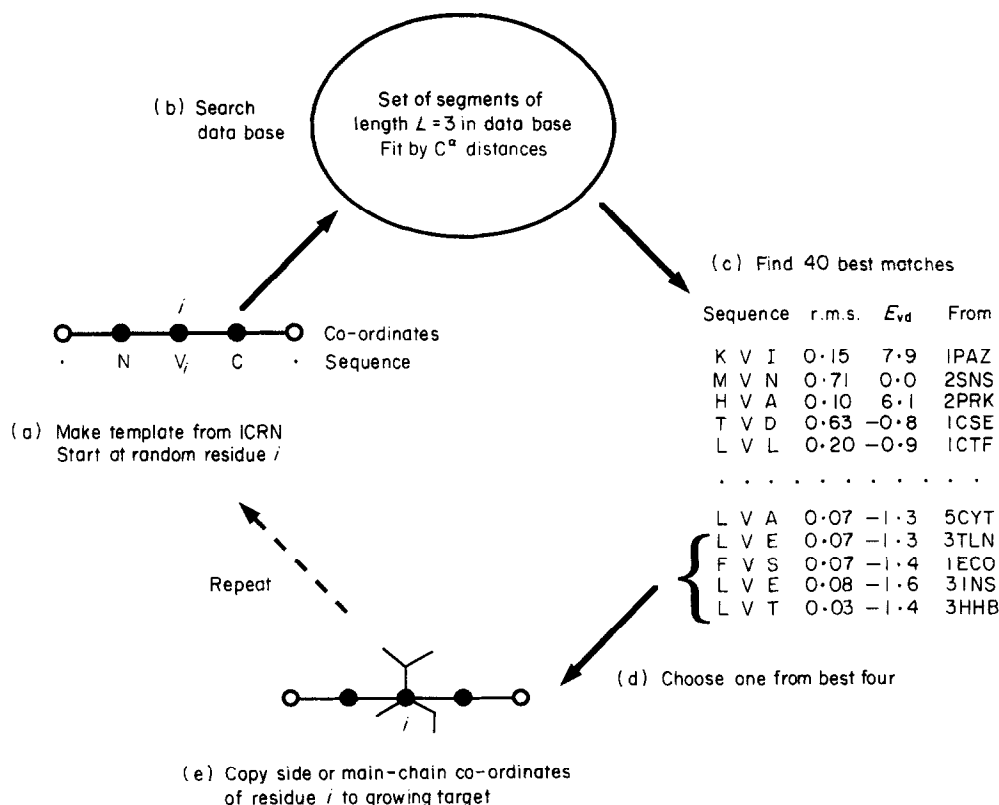 (b) Search
data base
Set of segments of
length L = 3 in data base
Fit by Cα distances
(c) Find 40 best matches
i
Co-ordinates
· N Vi C · Sequence
(a) Make template from ICRN
Start at random residue i
Sequence r.m.s. Evd From
K V I 0·15 7·9 1PAZ
M V N 0·71 0·0 2SNS
H V A 0·10 6·1 2PRK
T V D 0·63 −0·8 1CSE
L V L 0·20 −0·9 1CTF
· · · · · · · · · · ·
L V A 0·07 −1·3 5CYT
L V E 0·07 −1·3 3TLN
F V S 0·07 −1·4 1ECO
L V E 0·08 −1·6 3INS
L V T 0·03 −1·4 3HHB
Repeat
(d) Choose one from best four
i
(e) Copy side or main-chain co-ordinates
of residue i to growing target